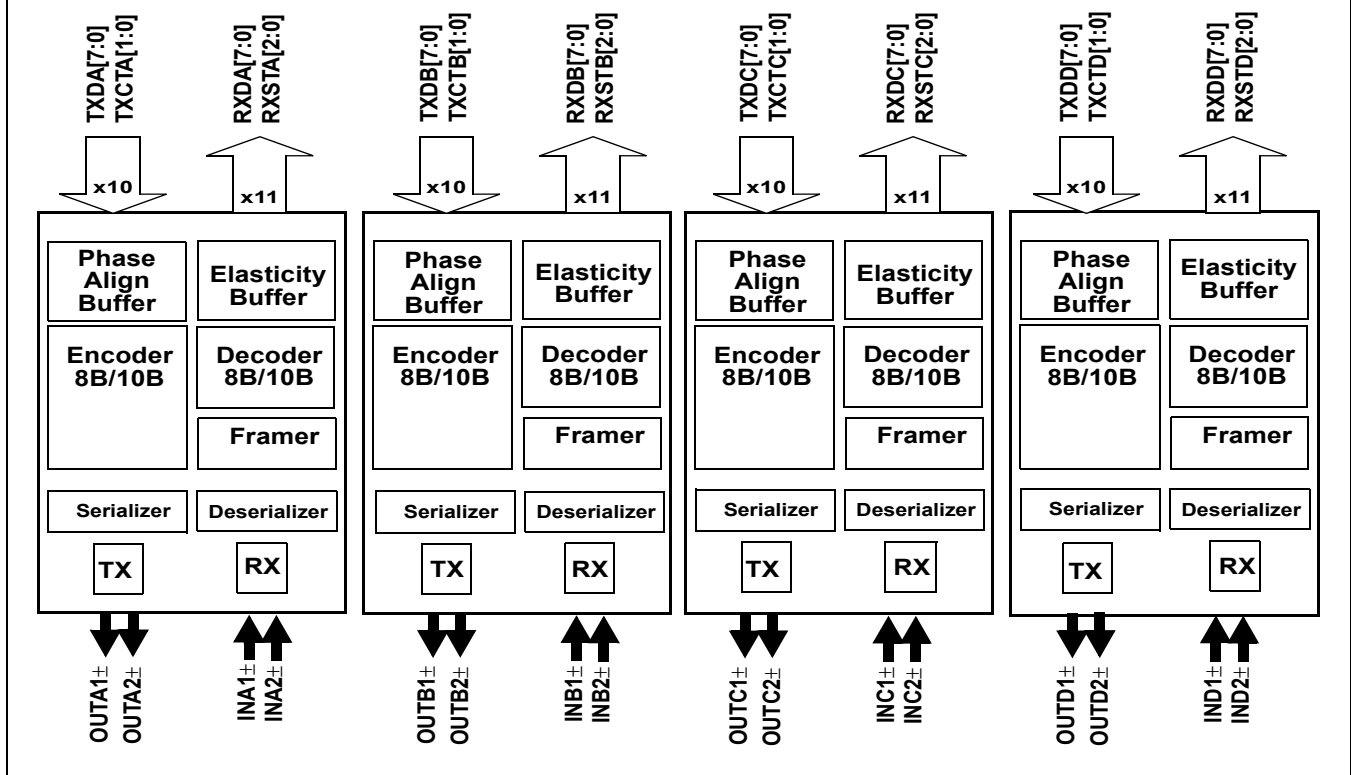 TXDA[7:0]
TXCTA[1:0]
RXDA[7:0]
RXSTA[2:0]
TXDB[7:0]
TXCTB[1:0]
RXDB[7:0]
RXSTB[2:0]
TXDC[7:0]
TXCTC[1:0]
RXDC[7:0]
RXSTC[2:0]
TXDD[7:0]
TXCTD[1:0]
RXDD[7:0]
RXSTD[2:0]
x10
x11
x10
x11
x10
x11
x10
x11
Phase
Align
Buffer
Elasticity
Buffer
Encoder
8B/10B
Decoder
8B/10B
Framer
Serializer
Deserializer
TX
RX
Phase
Align
Buffer
Elasticity
Buffer
Encoder
8B/10B
Decoder
8B/10B
Framer
Serializer
Deserializer
TX
RX
Phase
Align
Buffer
Elasticity
Buffer
Encoder
8B/10B
Decoder
8B/10B
Framer
Serializer
Deserializer
TX
RX
Phase
Align
Buffer
Elasticity
Buffer
Encoder
8B/10B
Decoder
8B/10B
Framer
Serializer
Deserializer
TX
RX
OUTA1±
OUTA2±
INA1±
INA2±
OUTB1±
OUTB2±
INB1±
INB2±
OUTC1±
OUTC2±
INC1±
INC2±
OUTD1±
OUTD2±
IND1±
IND2±